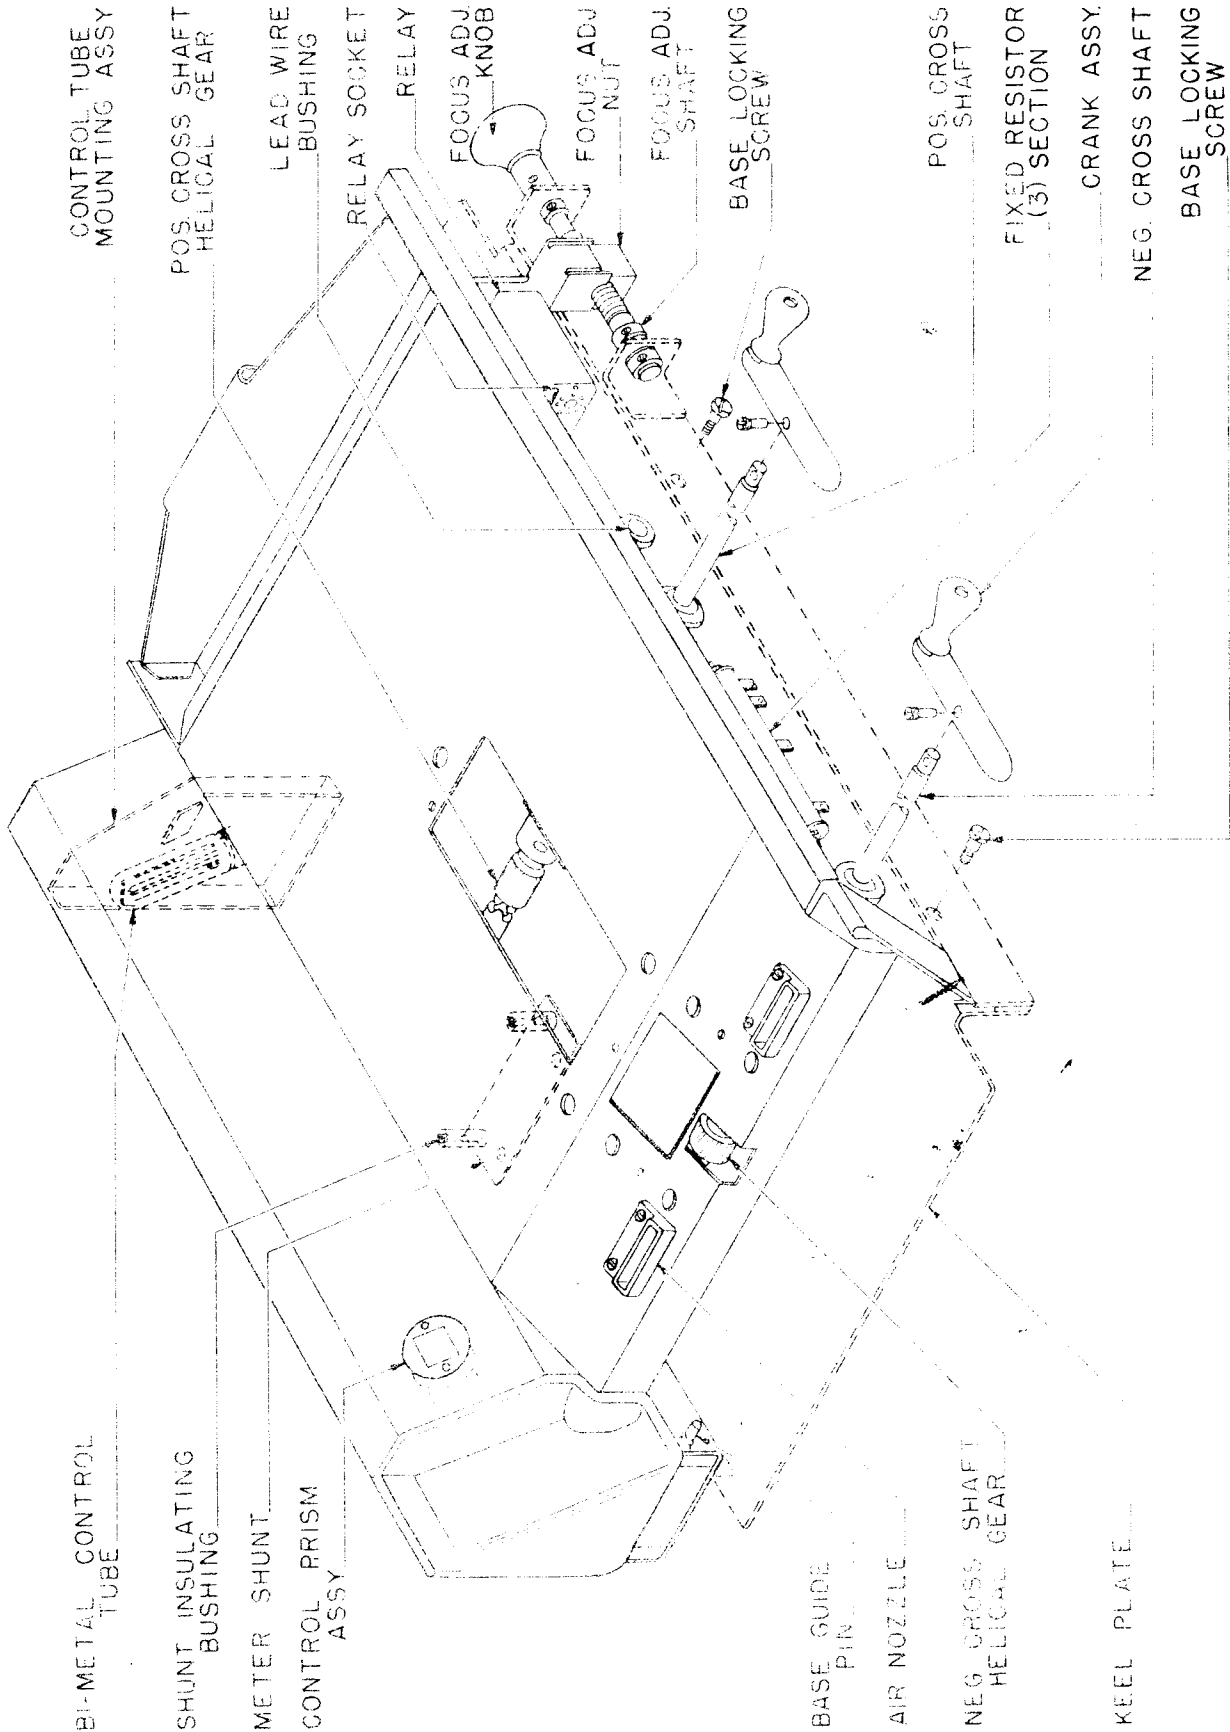 BI-METAL CONTROL
TUBE
SHUNT INSULATING
BUSHING
METER SHUNT
CONTROL PRISM
ASSY
BASE GUIDE
PIN
AIR NOZZLE
NEG. CROSS SHAFT
HELICAL GEAR
KEEL PLATE
CONTROL TUBE
MOUNTING ASSY
POS. CROSS SHAFT
HELICAL GEAR
LEAD WIRE
BUSHING
RELAY SOCKET
RELAY
FOCUS ADJ.
KNOB
FOCUS ADJ
NUT
FOCUS ADJ.
SHAFT
BASE LOCKING
SCREW
POS. CROSS
SHAFT
FIXED RESISTOR
(3) SECTION
CRANK ASSY.
NEG. CROSS SHAFT
BASE LOCKING
SCREW